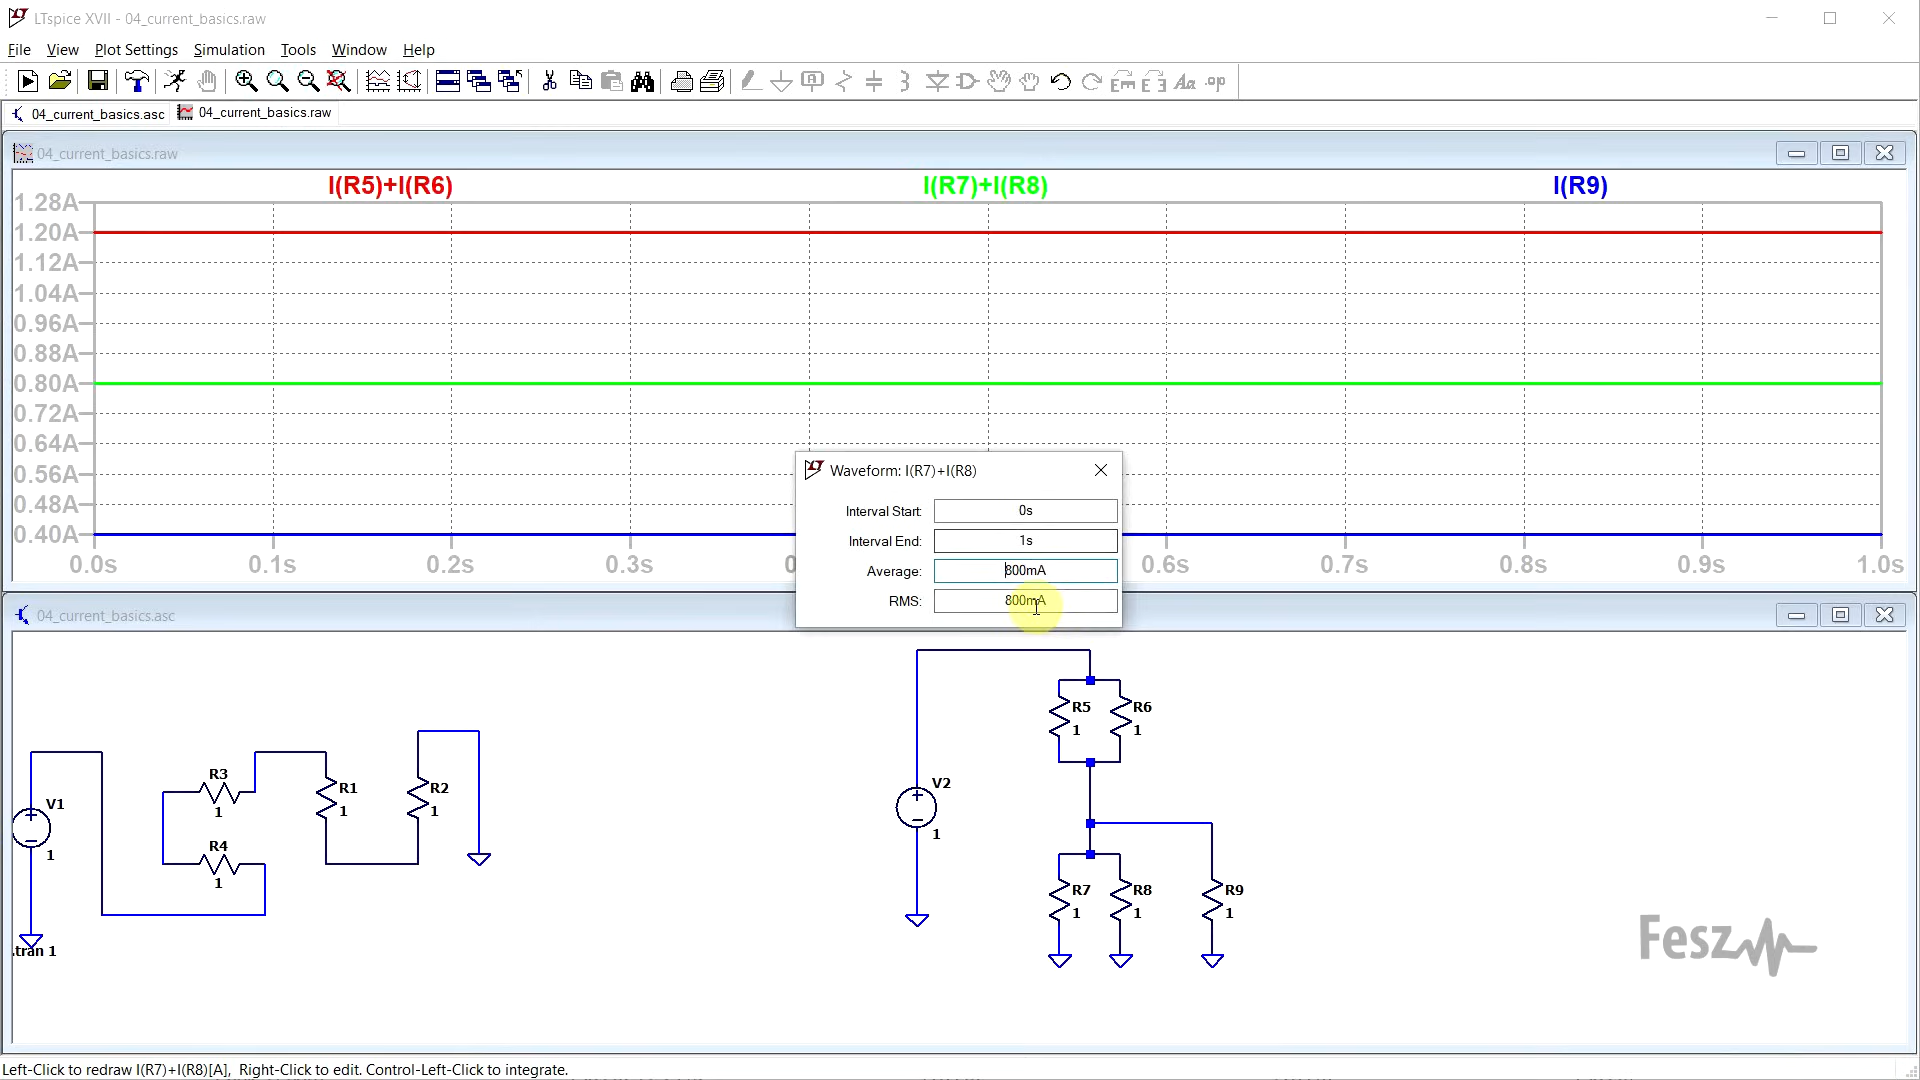 LTspice XVII - 04_current_basics.raw
File View Plot Settings Simulation Tools Window Help
Aa .op
04_current_basics.asc 04_current_basics.raw
04_current_basics.raw
I(R5)+I(R6) I(R7)+I(R8) I(R9)
1.28A
1.20A
1.12A
1.04A
0.96A
0.88A
0.80A
0.72A
0.64A
0.56A
0.48A
0.40A
0.0s 0.1s 0.2s 0.3s 0.6s 0.7s 0.8s 0.9s 1.0s
Waveform: I(R7)+I(R8)
Interval Start: 0s
Interval End: 1s
Average: 800mA
RMS: 800mA
04_current_basics.asc
V1
1
R3
1
R4
1
R1
1
R2
1
.tran 1
V2
1
R5
1
R6
1
R7
1
R8
1
R9
1
Fesz
Left-Click to redraw I(R7)+I(R8)[A], Right-Click to edit. Control-Left-Click to integrate.